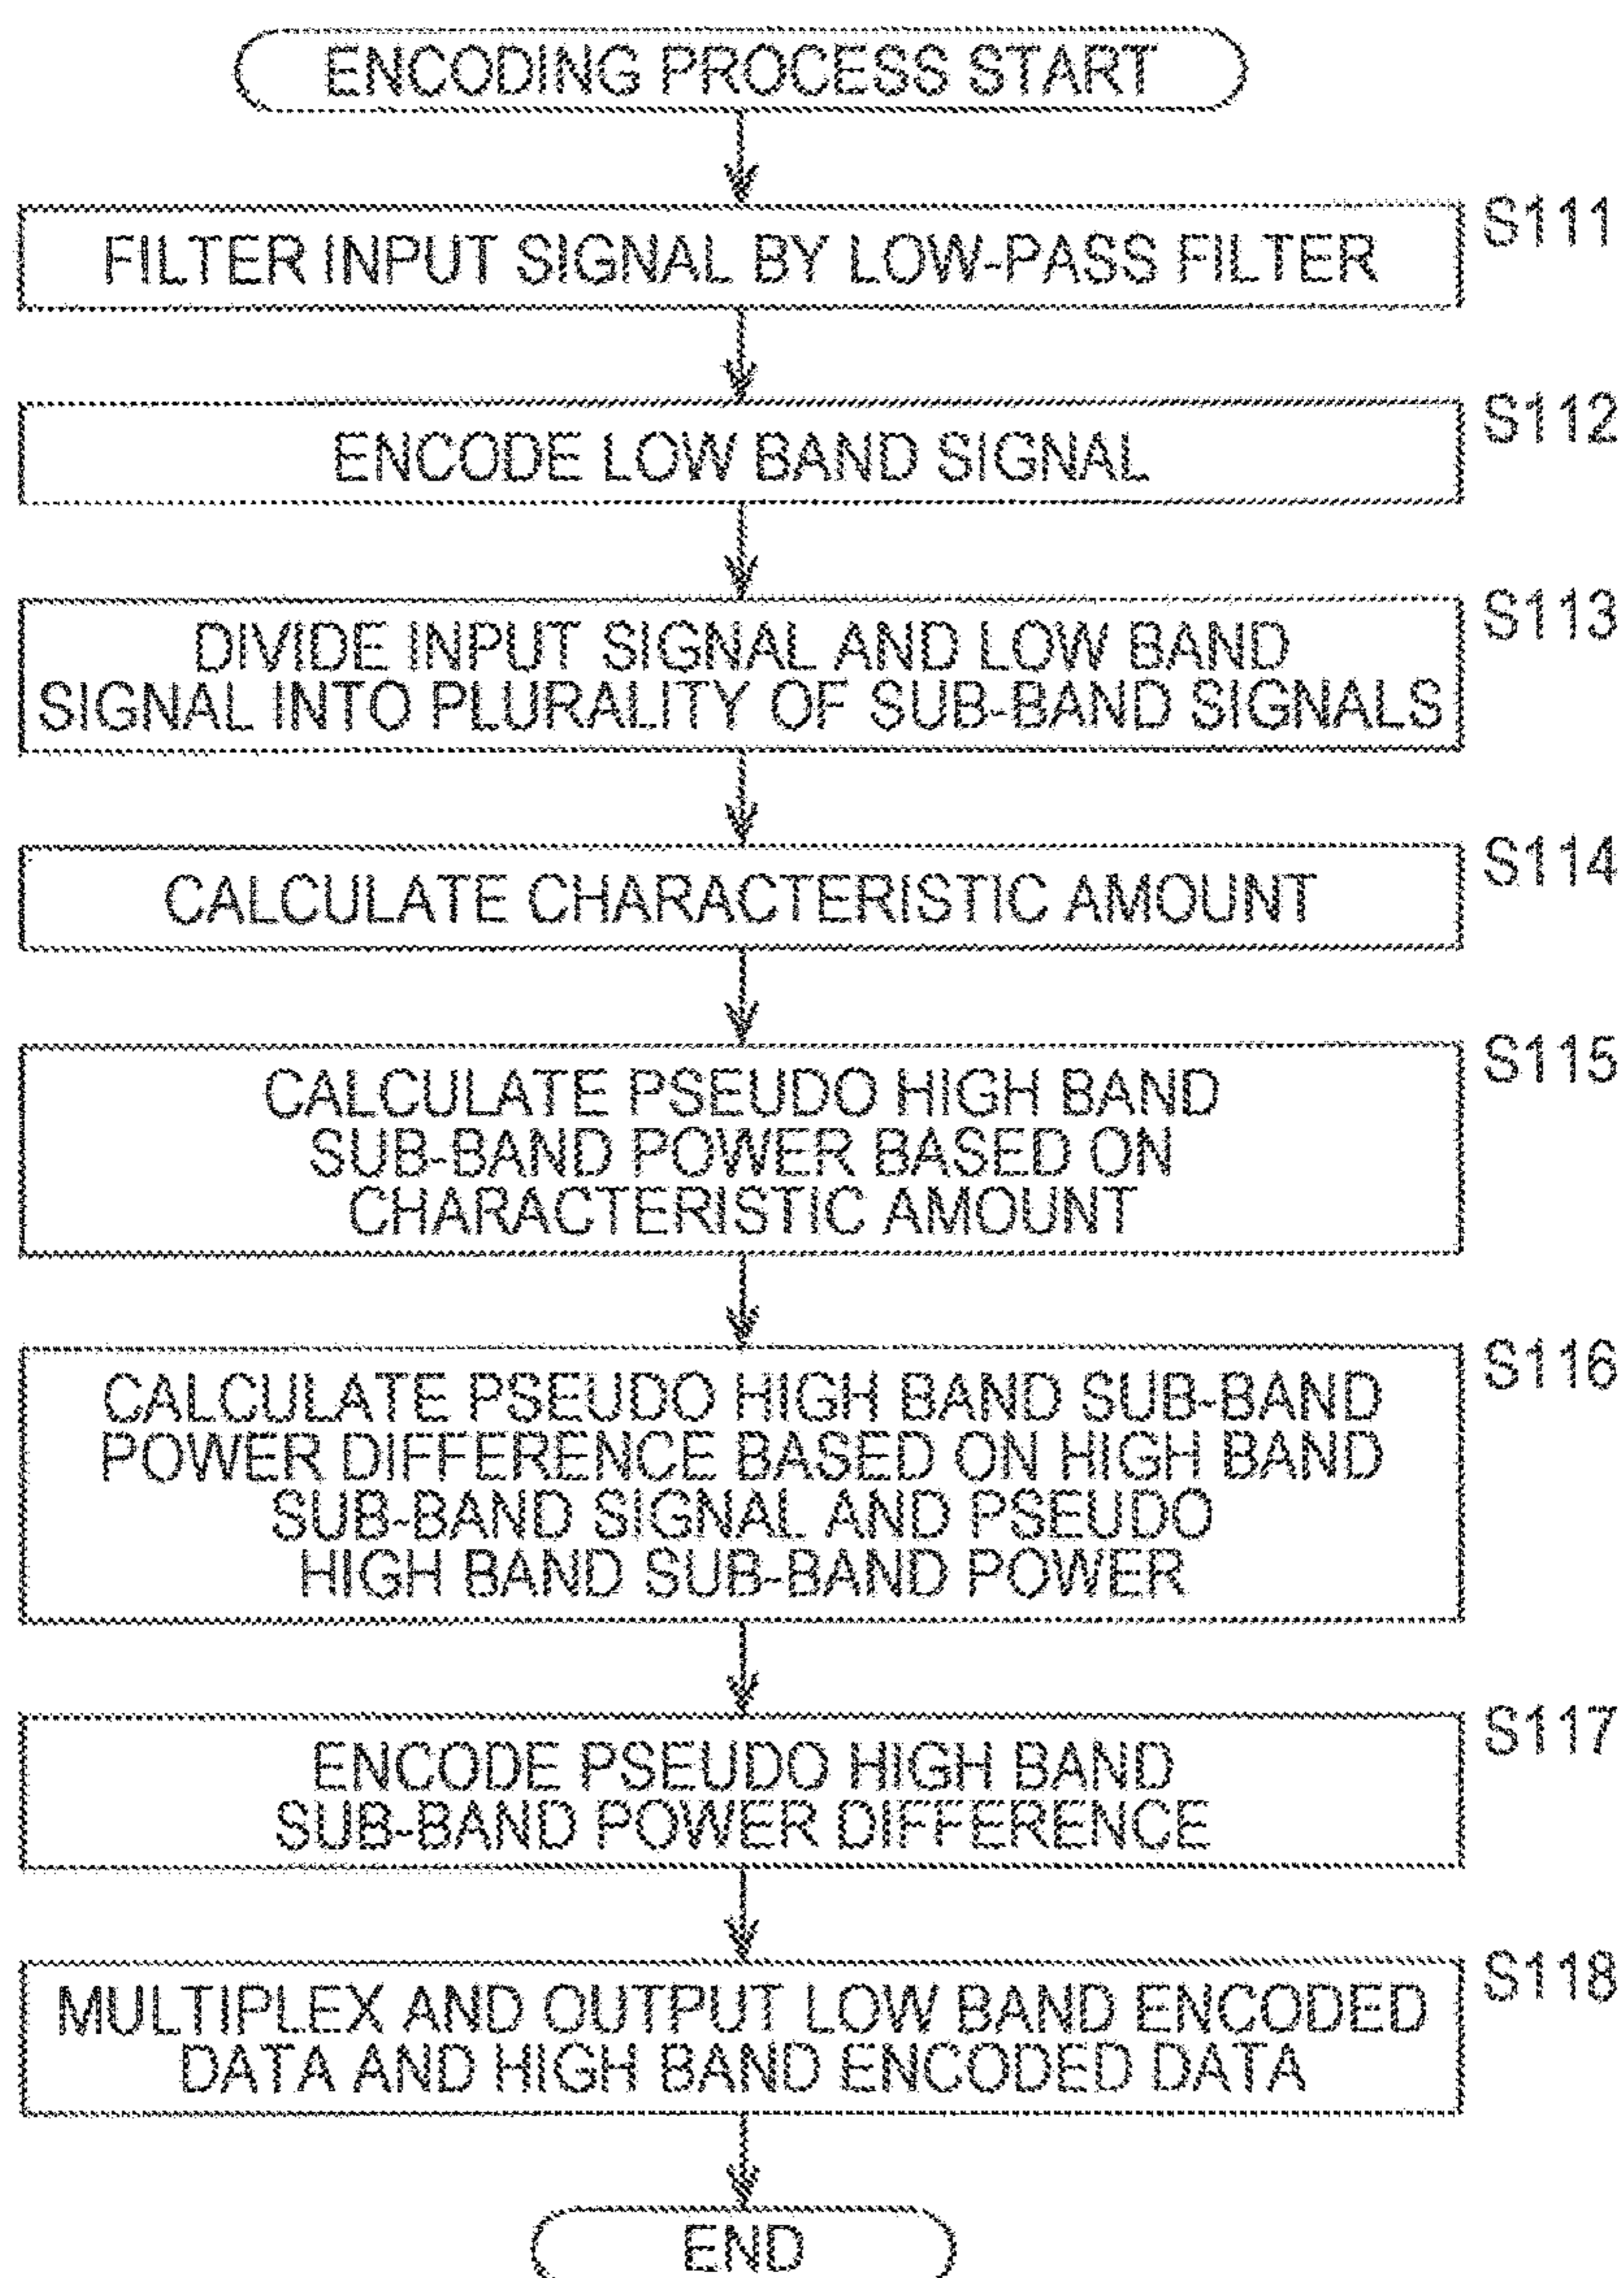 ENCODING PROCESS START
FILTER INPUT SIGNAL BY LOW-PASS FILTER
S111
ENCODE LOW BAND SIGNAL
S112
DIVIDE INPUT SIGNAL AND LOW BAND
SIGNAL INTO PLURALITY OF SUB-BAND SIGNALS
S113
CALCULATE CHARACTERISTIC AMOUNT
S114
CALCULATE PSEUDO HIGH BAND
SUB-BAND POWER BASED ON
CHARACTERISTIC AMOUNT
S115
CALCULATE PSEUDO HIGH BAND SUB-BAND
POWER DIFFERENCE BASED ON HIGH BAND
SUB-BAND SIGNAL AND PSEUDO
HIGH BAND SUB-BAND POWER
S116
ENCODE PSEUDO HIGH BAND
SUB-BAND POWER DIFFERENCE
S117
MULTIPLEX AND OUTPUT LOW BAND ENCODED
DATA AND HIGH BAND ENCODED DATA
S118
END